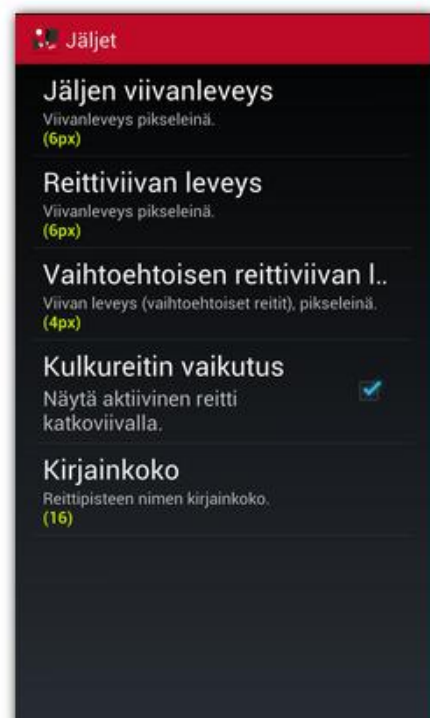 Jäljet
Jäljen viivanleveys
Viivanleveys pikseleinä.
(6px)
Reittiviivan leveys
Viivanleveys pikseleinä.
(6px)
Vaihtoehtoisen reittiviivan l..
Viivan leveys (vaihtoehtoiset reitit), pikseleinä.
(4px)
Kulkureitin vaikutus
Näytä aktiivinen reitti
katkoviivalla.
Kirjainkoko
Reittipisteen nimen kirjainkoko.
(16)